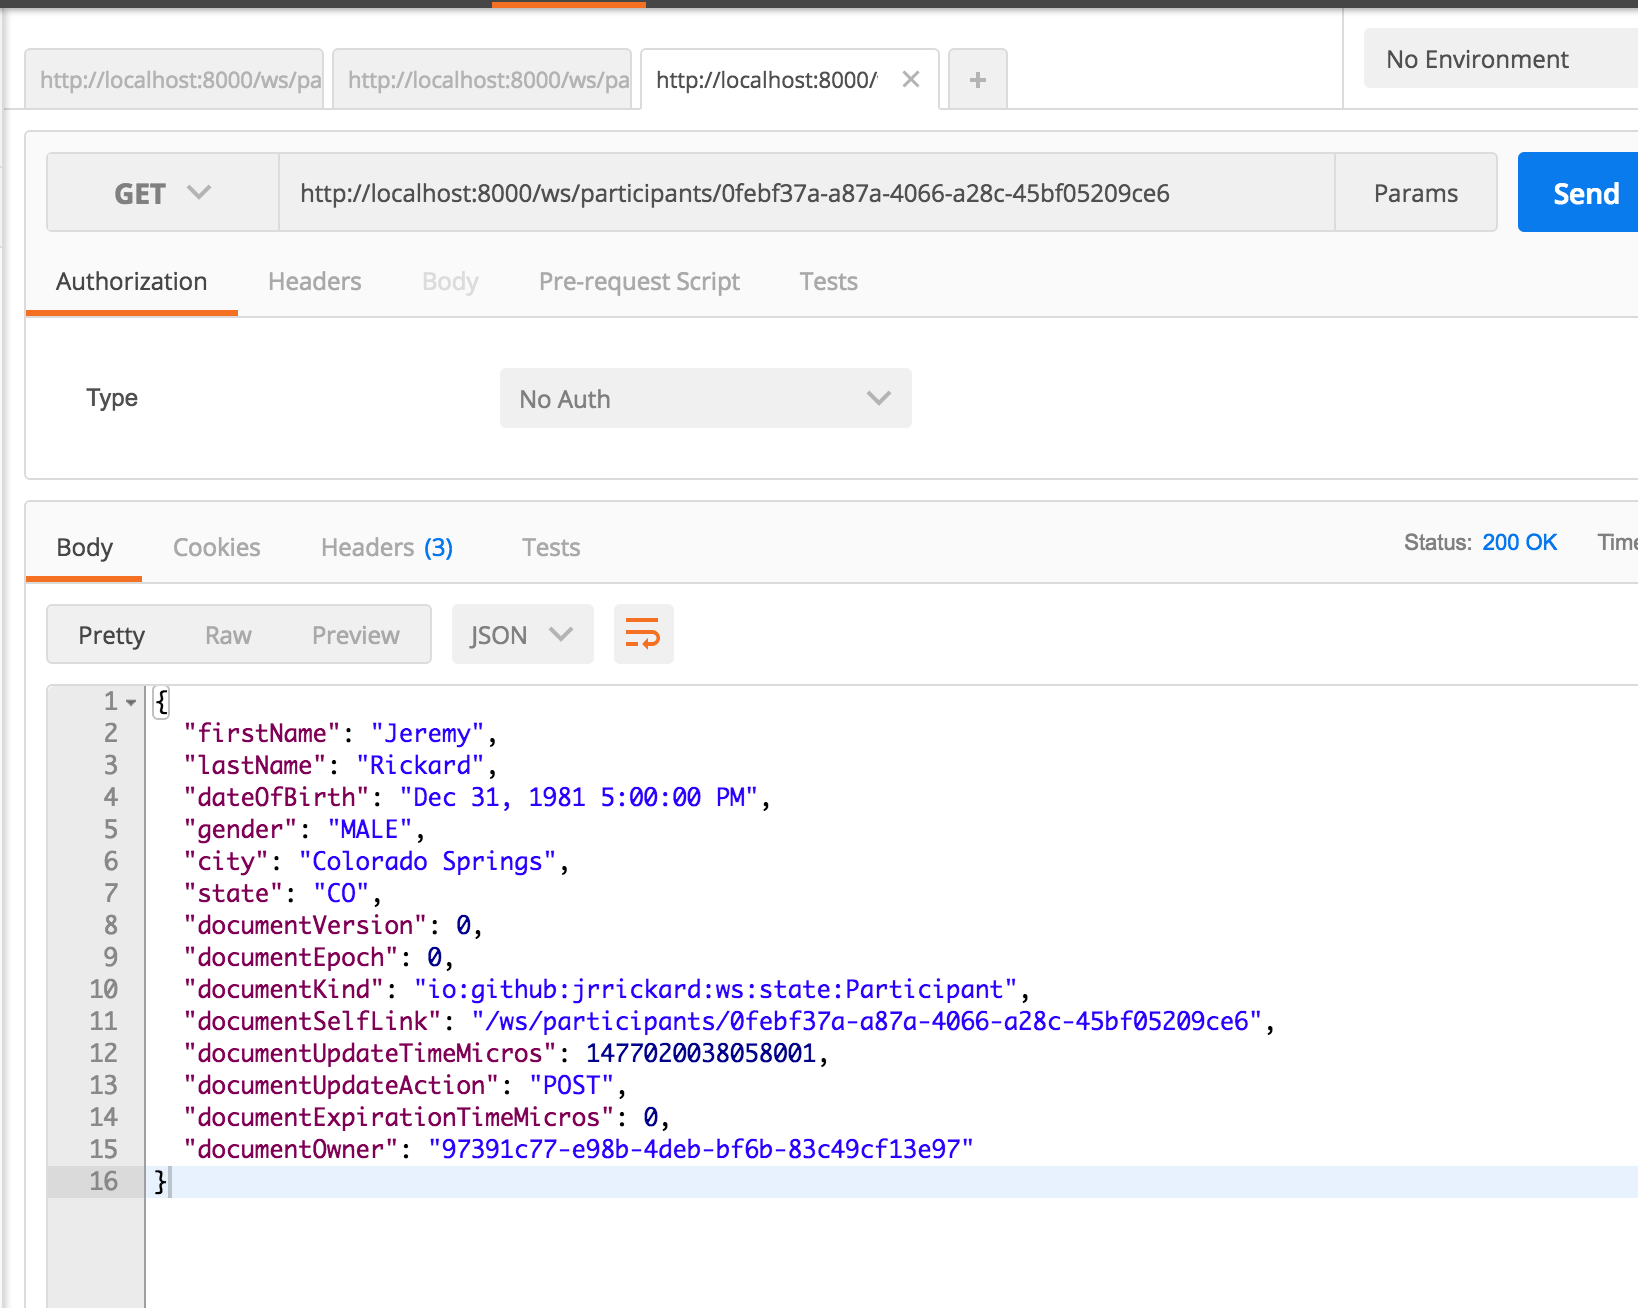 http://localhost:8000/ws/pa http://localhost:8000/ws/pa http://localhost:8000/ + No Environment
GET http://localhost:8000/ws/participants/0febf37a-a87a-4066-a28c-45bf05209ce6 Params Send
Authorization Headers Body Pre-request Script Tests
Type No Auth
Body Cookies Headers (3) Tests Status: 200 OK Time
Pretty Raw Preview JSON
1 {
2 "firstName": "Jeremy",
3 "lastName": "Rickard",
4 "dateOfBirth": "Dec 31, 1981 5:00:00 PM",
5 "gender": "MALE",
6 "city": "Colorado Springs",
7 "state": "CO",
8 "documentVersion": 0,
9 "documentEpoch": 0,
10 "documentKind": "io:github:jrrickard:ws:state:Participant",
11 "documentSelfLink": "/ws/participants/0febf37a-a87a-4066-a28c-45bf05209ce6",
12 "documentUpdateTimeMicros": 1477020038058001,
13 "documentUpdateAction": "POST",
14 "documentExpirationTimeMicros": 0,
15 "documentOwner": "97391c77-e98b-4deb-bf6b-83c49cf13e97"
16 }